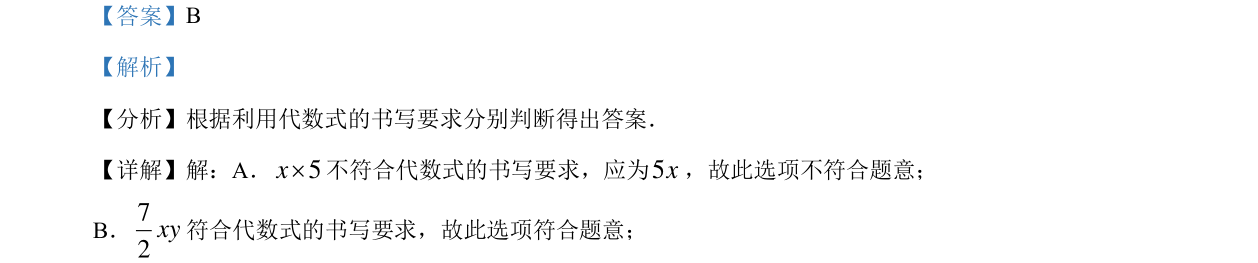 【答案】B
【解析】
【分析】根据利用代数式的书写要求分别判断得出答案．
【详解】解：A． x×5不符合代数式的书写要求，应为5x，故此选项不符合题意；
B． 7/2 xy符合代数式的书写要求，故此选项符合题意；